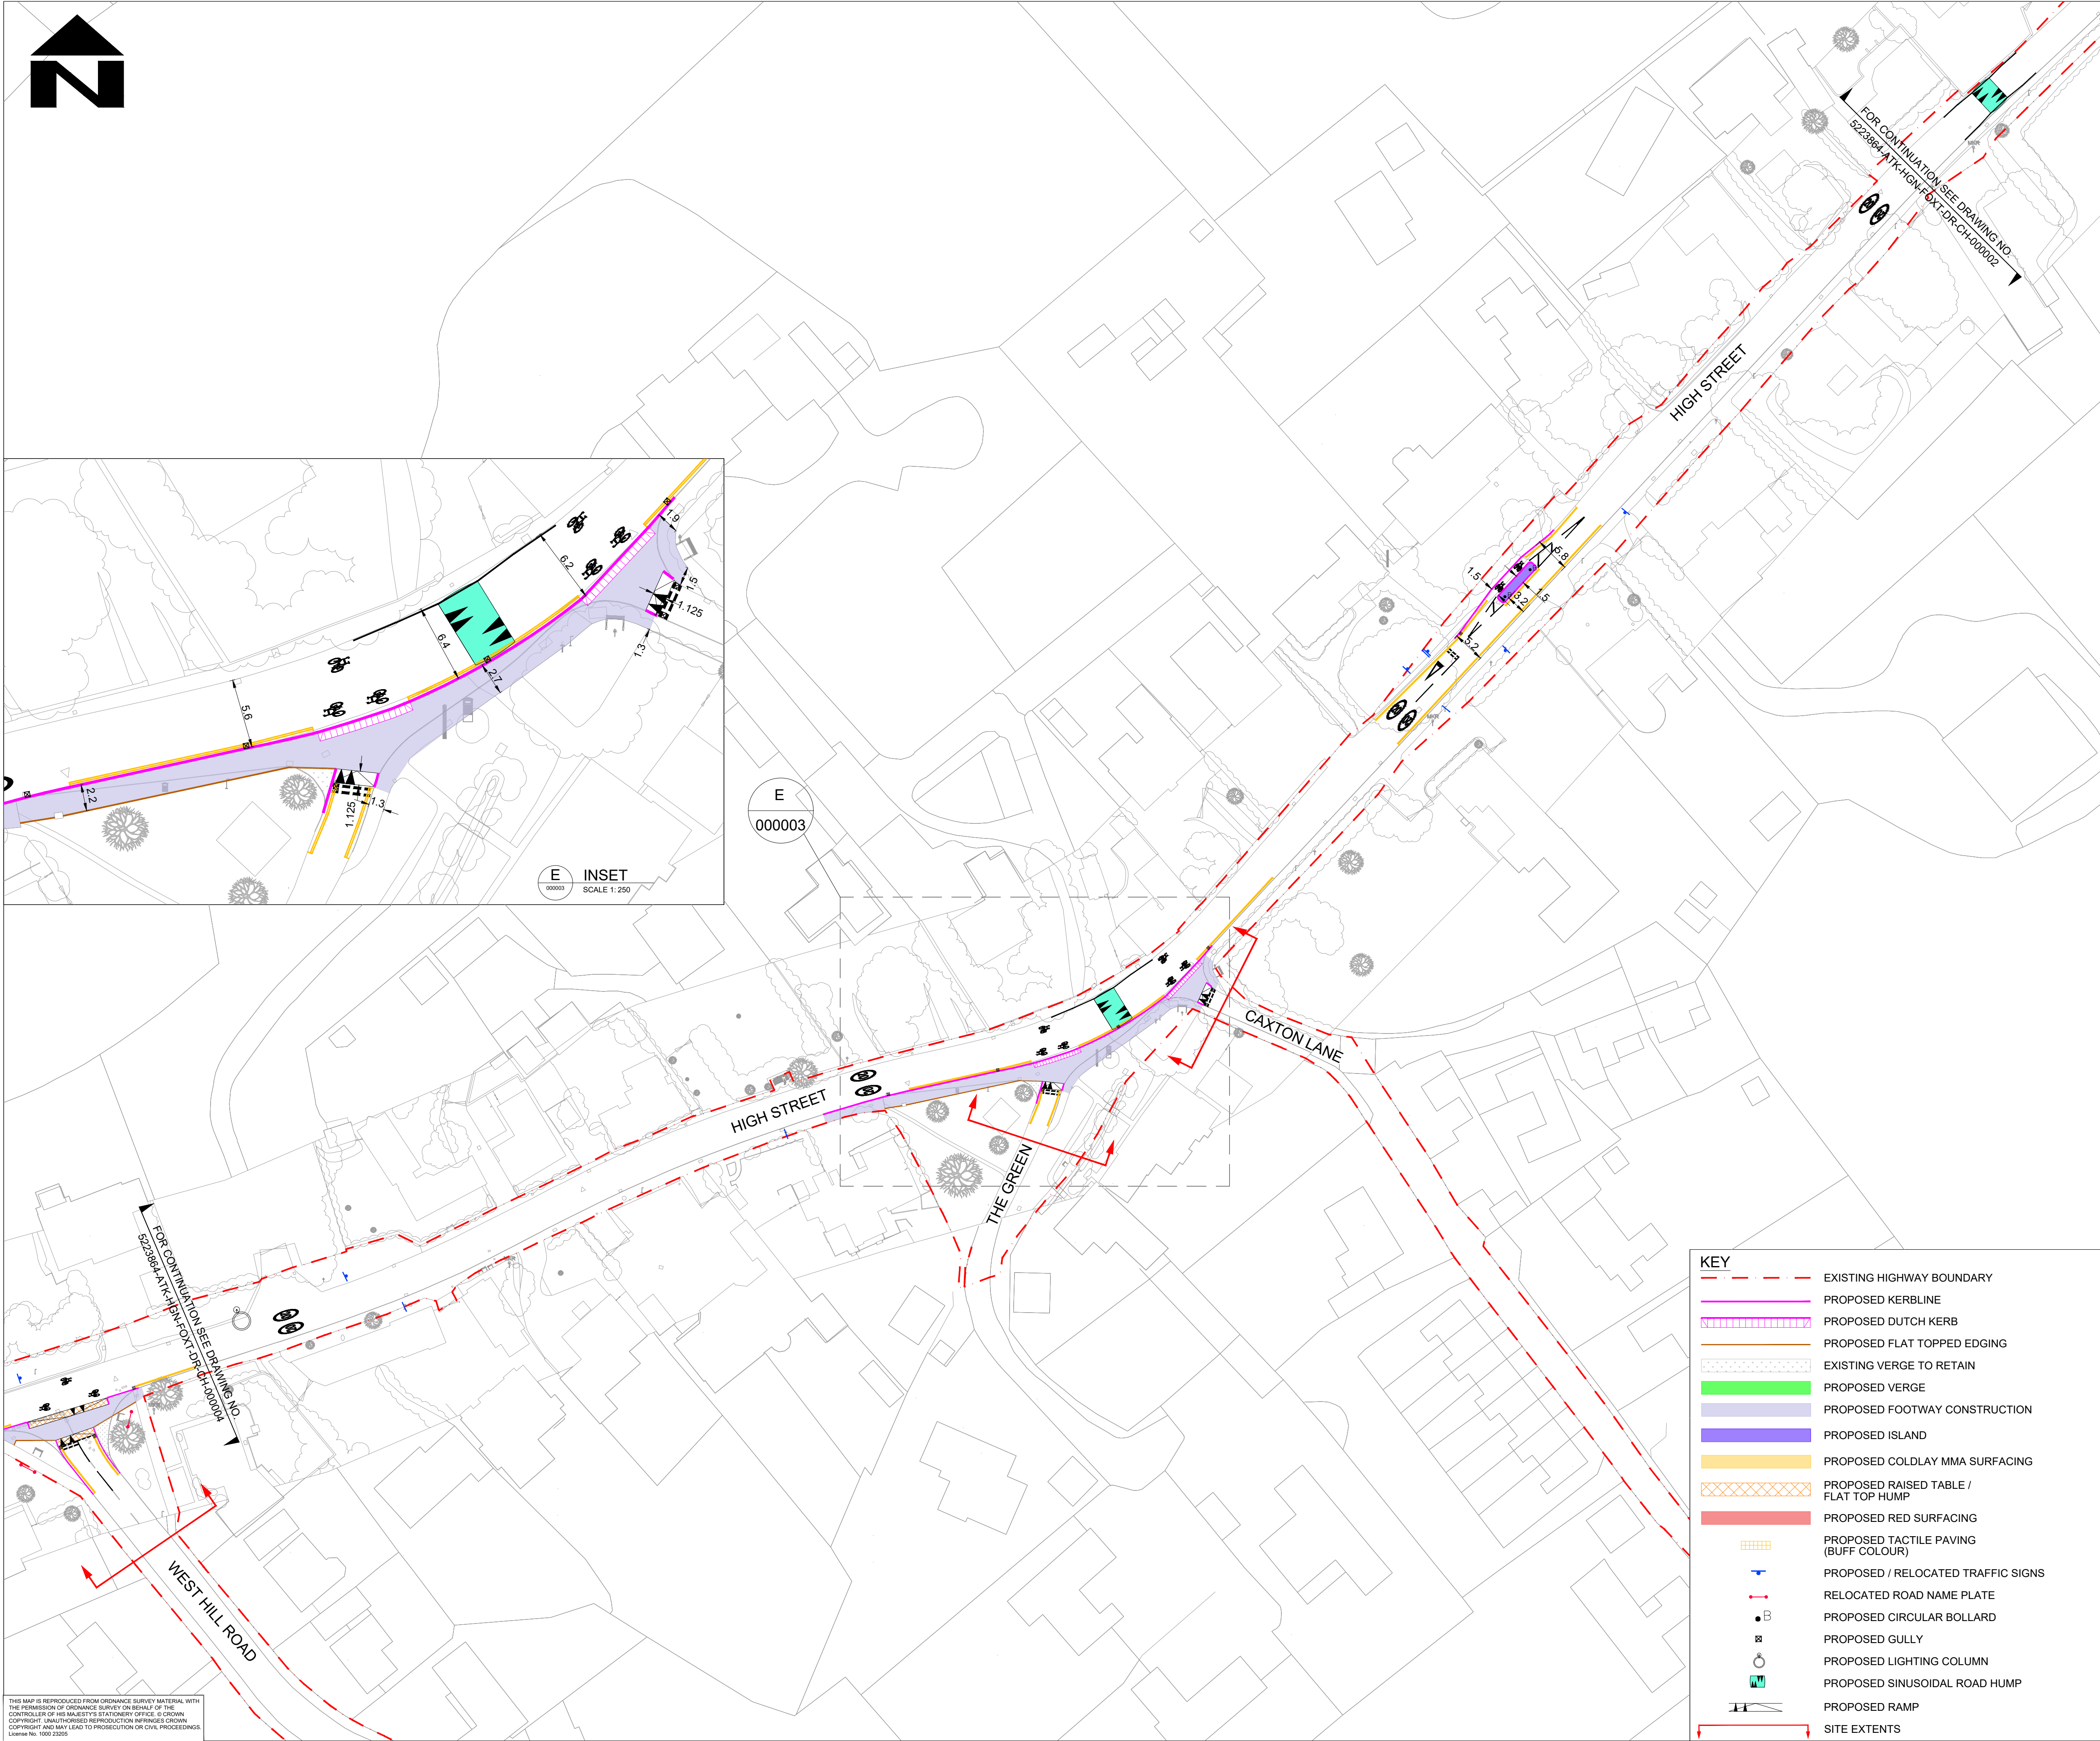 N
FOR CONTINUATION SEE DRAWING NO.
5223864-ATK-HGN-FOXT-DR-CH-000002
HIGH STREET
5.8
1.5
3.2
1.5
5.2
MKR
MKR
1.9
6.2
1.5
1.125
1.3
6.4
2.7
5.6
2.2
1.125
1.3
E
000003
INSET
SCALE 1: 250
E
000003
CAXTON LANE
HIGH STREET
THE GREEN
FOR CONTINUATION SEE DRAWING NO.
5223864-ATK-HGN-FOXT-DR-CH-000004
WEST HILL ROAD
KEY
EXISTING HIGHWAY BOUNDARY
PROPOSED KERBLINE
PROPOSED DUTCH KERB
PROPOSED FLAT TOPPED EDGING
EXISTING VERGE TO RETAIN
PROPOSED VERGE
PROPOSED FOOTWAY CONSTRUCTION
PROPOSED ISLAND
PROPOSED COLDLAY MMA SURFACING
PROPOSED RAISED TABLE /
FLAT TOP HUMP
PROPOSED RED SURFACING
PROPOSED TACTILE PAVING
(BUFF COLOUR)
PROPOSED / RELOCATED TRAFFIC SIGNS
RELOCATED ROAD NAME PLATE
B
PROPOSED CIRCULAR BOLLARD
PROPOSED GULLY
PROPOSED LIGHTING COLUMN
PROPOSED SINUSOIDAL ROAD HUMP
PROPOSED RAMP
SITE EXTENTS
THIS MAP IS REPRODUCED FROM ORDNANCE SURVEY MATERIAL WITH
THE PERMISSION OF ORDNANCE SURVEY ON BEHALF OF THE
CONTROLLER OF HIS MAJESTY'S STATIONERY OFFICE. © CROWN
COPYRIGHT. UNAUTHORISED REPRODUCTION INFRINGES CROWN
COPYRIGHT AND MAY LEAD TO PROSECUTION OR CIVIL PROCEEDINGS.
License No. 1000 23205